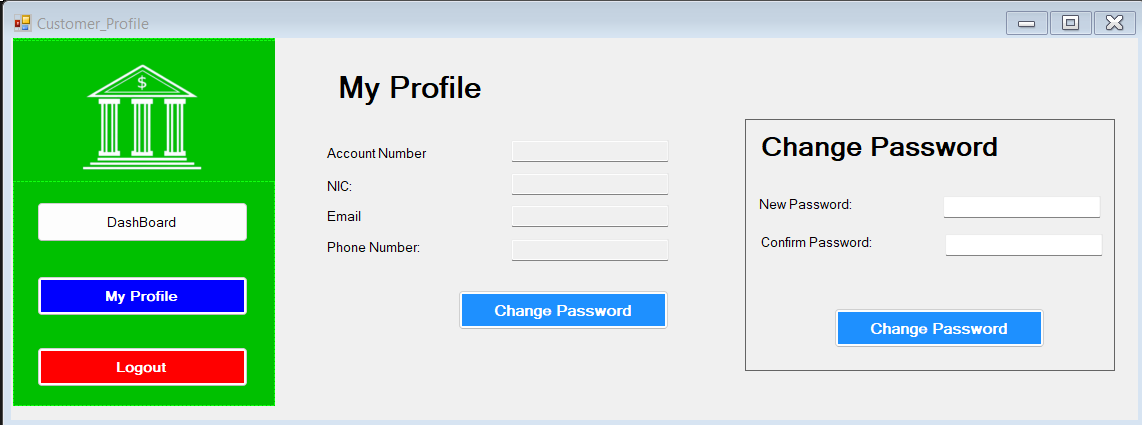 Customer_Profile
$
DashBoard
My Profile
Logout
My Profile
Account Number
NIC:
Email
Phone Number:
Change Password
Change Password
New Password:
Confirm Password:
Change Password